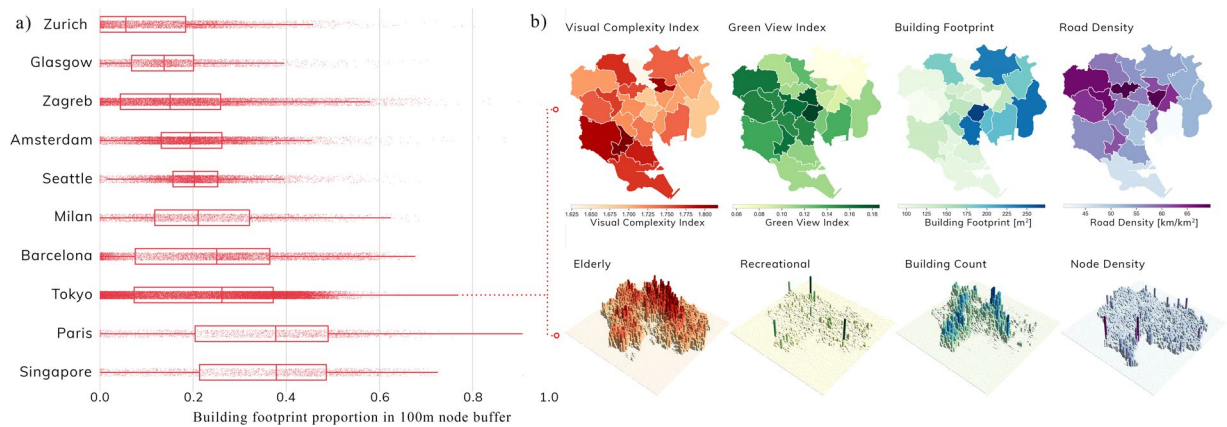 a)
Zurich
Glasgow
Zagreb
Amsterdam
Seattle
Milan
Barcelona
Tokyo
Paris
Singapore
0.0 0.2 0.4 0.6 0.8 1.0
Building footprint proportion in 100m node buffer
b)
Visual Complexity Index Green View Index Building Footprint Road Density
1.625 1.675 1.700 1.725 1.750 1.775 1.800
Visual Complexity Index
0.06 0.08 0.10 0.12 0.14 0.16 0.18
Green View Index
100 125 150 175 200 225 250
Building Footprint [m²]
45 50 55 60 65
Road Density [km/km²]
Elderly Recreational Building Count Node Density